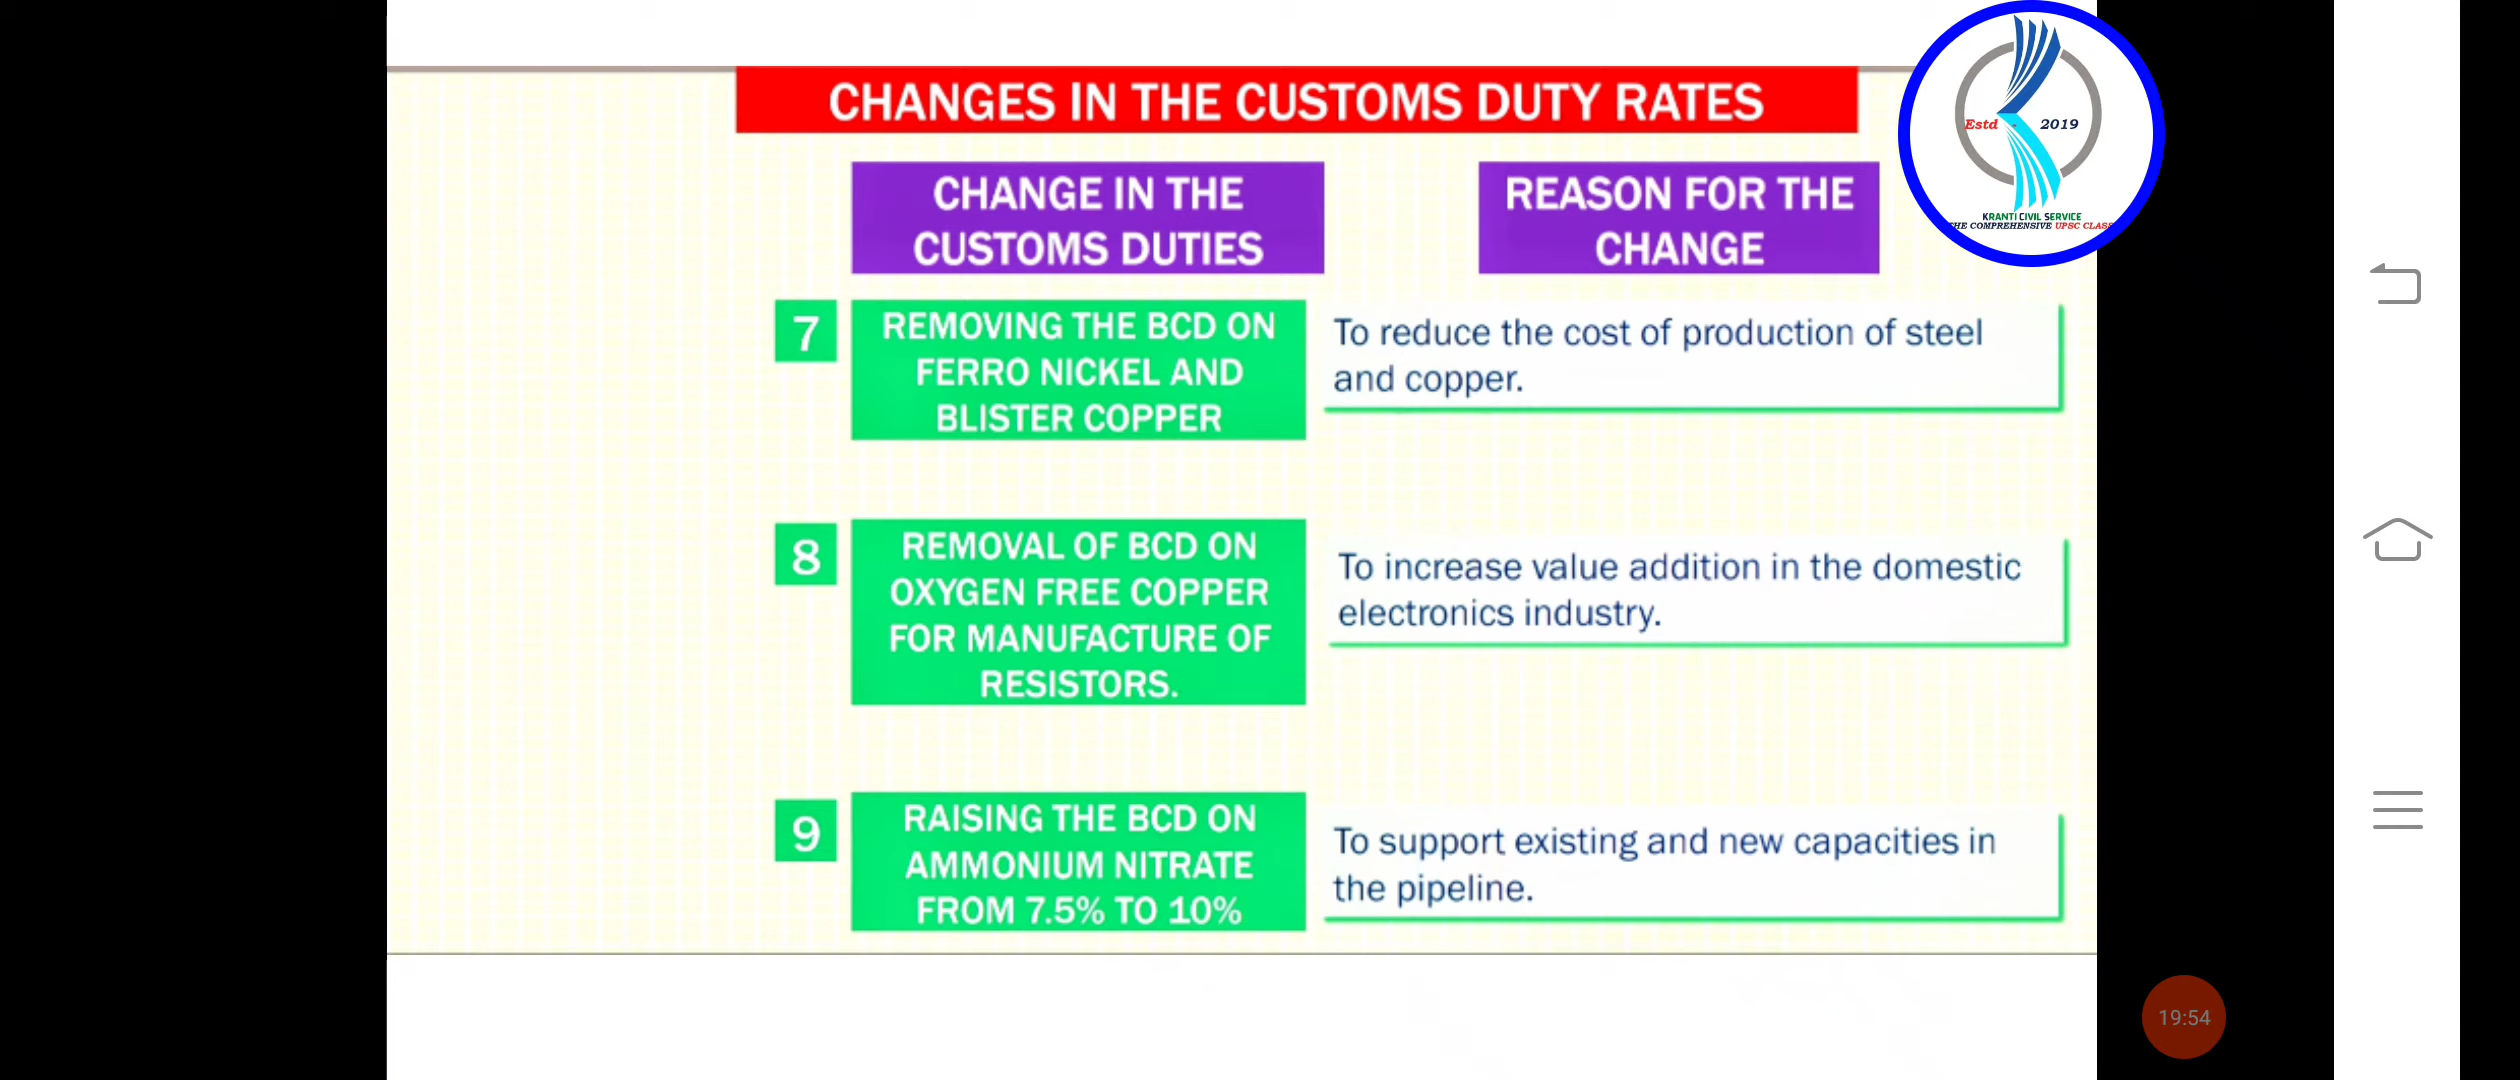 CHANGES IN THE CUSTOMS DUTY RATES
Estd
2019
KRANTI CIVIL SERVICE
THE COMPREHENSIVE UPSC CLASS
CHANGE IN THE
CUSTOMS DUTIES
REASON FOR THE
CHANGE
7
REMOVING THE BCD ON
FERRO NICKEL AND
BLISTER COPPER
To reduce the cost of production of steel
and copper.
8
REMOVAL OF BCD ON
OXYGEN FREE COPPER
FOR MANUFACTURE OF
RESISTORS.
To increase value addition in the domestic
electronics industry.
9
RAISING THE BCD ON
AMMONIUM NITRATE
FROM 7.5% TO 10%
To support existing and new capacities in
the pipeline.
19:54